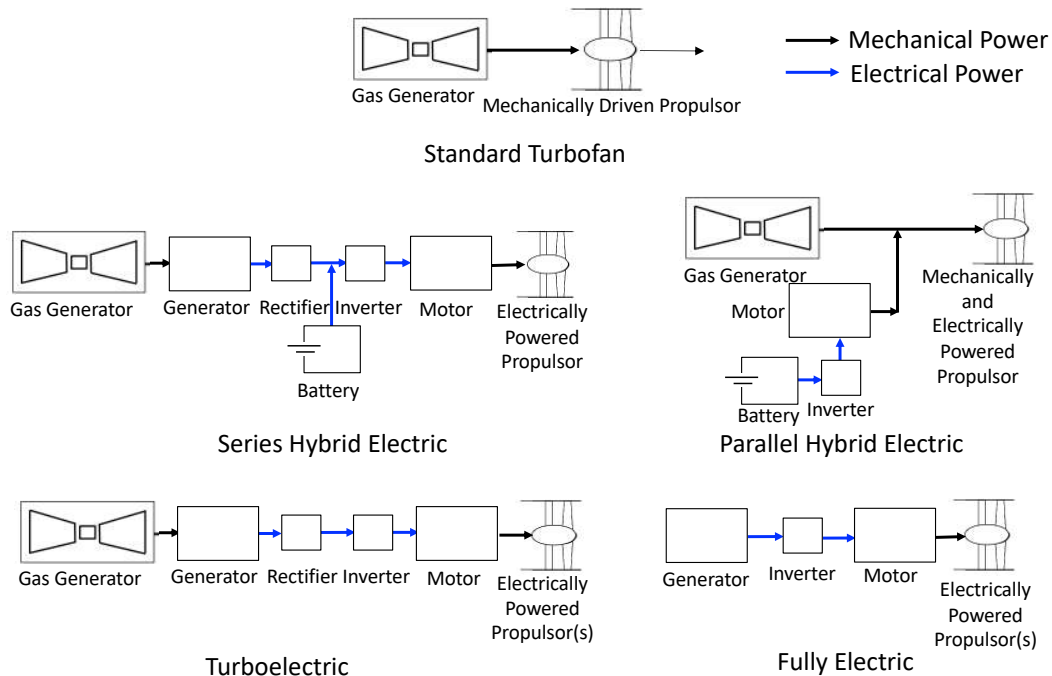 Mechanical Power
Electrical Power
Gas Generator
Mechanically Driven Propulsor
Standard Turbofan
Gas Generator
Generator
Rectifier
Inverter
Motor
Electrically
Powered
Propulsor
Battery
Series Hybrid Electric
Gas Generator
Motor
Mechanically
and
Electrically
Powered
Propulsor
Battery
Inverter
Parallel Hybrid Electric
Gas Generator
Generator
Rectifier
Inverter
Motor
Electrically
Powered
Propulsor(s)
Turboelectric
Generator
Inverter
Motor
Electrically
Powered
Propulsor(s)
Fully Electric